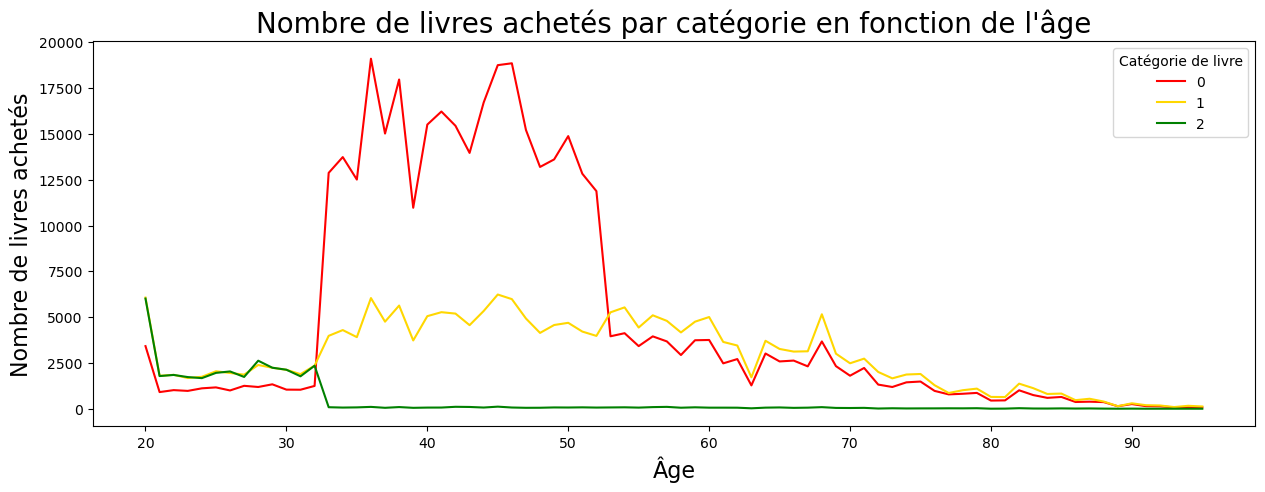 Nombre de livres achetés par catégorie en fonction de l'âge
Nombre de livres achetés
20000
17500
15000
12500
10000
7500
5000
2500
0
Catégorie de livre
0
1
2
20 30 40 50 60 70 80 90
Âge